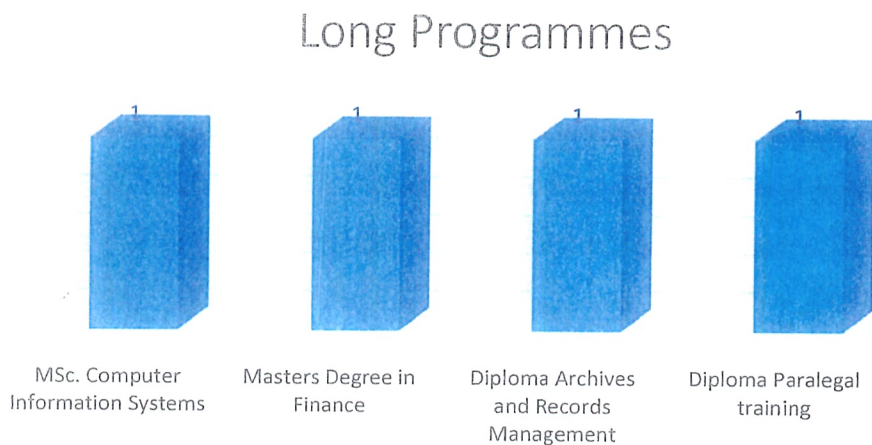 Long Programmes
1
1
1
1
MSc. Computer
Information Systems
Masters Degree in
Finance
Diploma Archives
and Records
Management
Diploma Paralegal
training